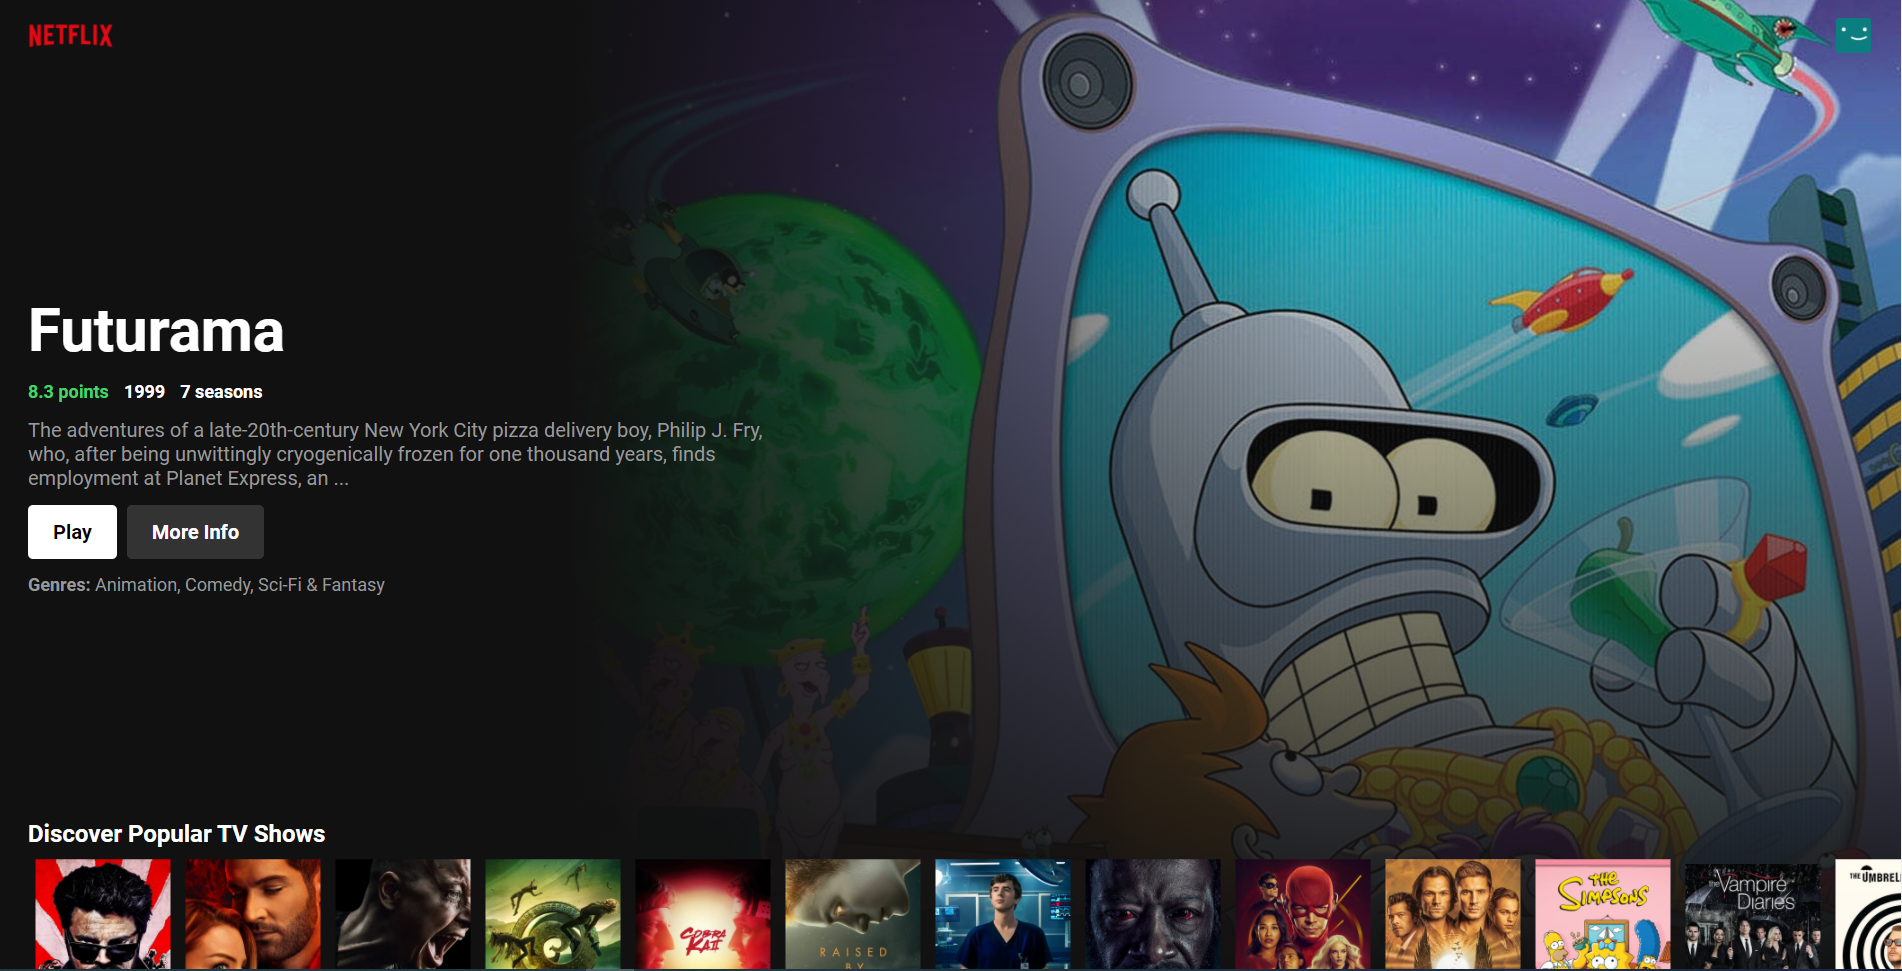 NETFLIX
Futurama
8.3 points 1999 7 seasons
The adventures of a late-20th-century New York City pizza delivery boy, Philip J. Fry,
who, after being unwittingly cryogenically frozen for one thousand years, finds
employment at Planet Express, an ...
Play More Info
Genres: Animation, Comedy, Sci-Fi & Fantasy
Discover Popular TV Shows
COBRA
KAI
RAISED
BY
THE
SIMPSONS
the Vampire
Diaries
THE UMBREL